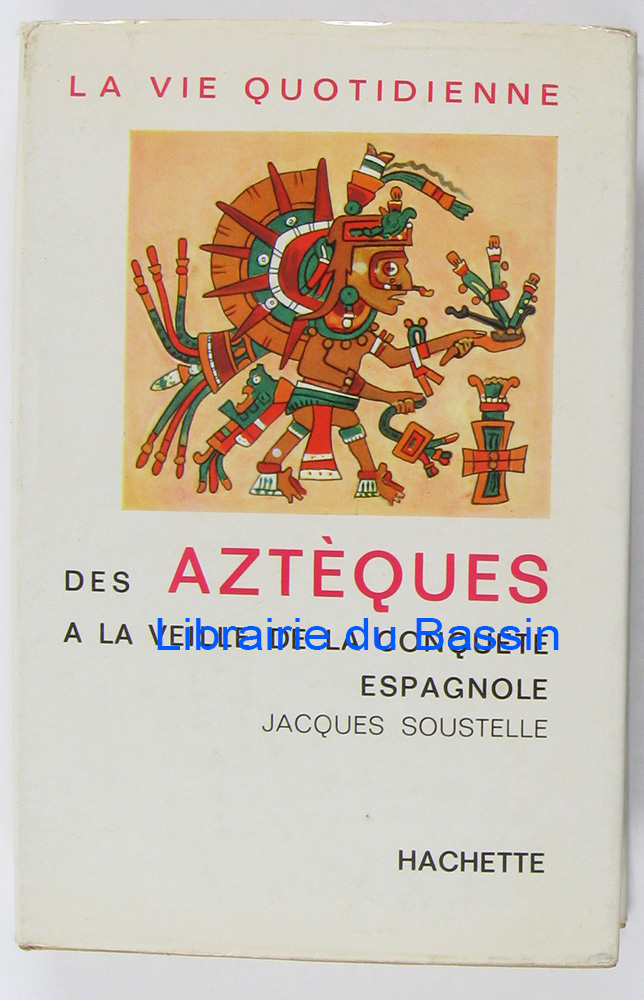 LA VIE QUOTIDIENNE
DES AZTÈQUES
A LA VEILLE DE LA CONQUÊTE
Librairie du Bassin
ESPAGNOLE
JACQUES SOUSTELLE
HACHETTE